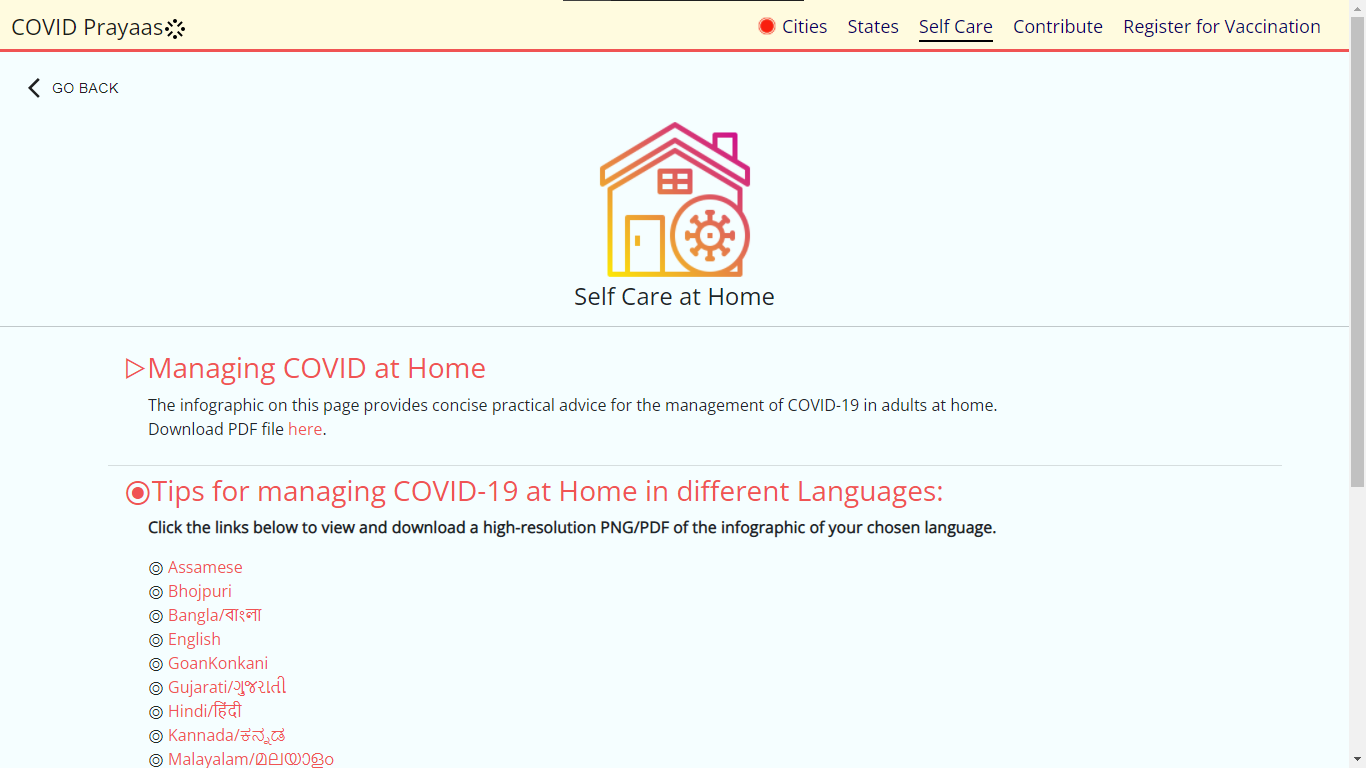 COVID Prayaas
Cities States Self Care Contribute Register for Vaccination
GO BACK
Self Care at Home
Managing COVID at Home
The infographic on this page provides concise practical advice for the management of COVID-19 in adults at home.
Download PDF file here.
Tips for managing COVID-19 at Home in different Languages:
Click the links below to view and download a high-resolution PNG/PDF of the infographic of your chosen language.
◎ Assamese
◎ Bhojpuri
◎ Bangla/বাংলা
◎ English
◎ GoanKonkani
◎ Gujarati/ગુજરાતી
◎ Hindi/हिंदी
◎ Kannada/ಕನ್ನಡ
◎ Malayalam/മലയാളം